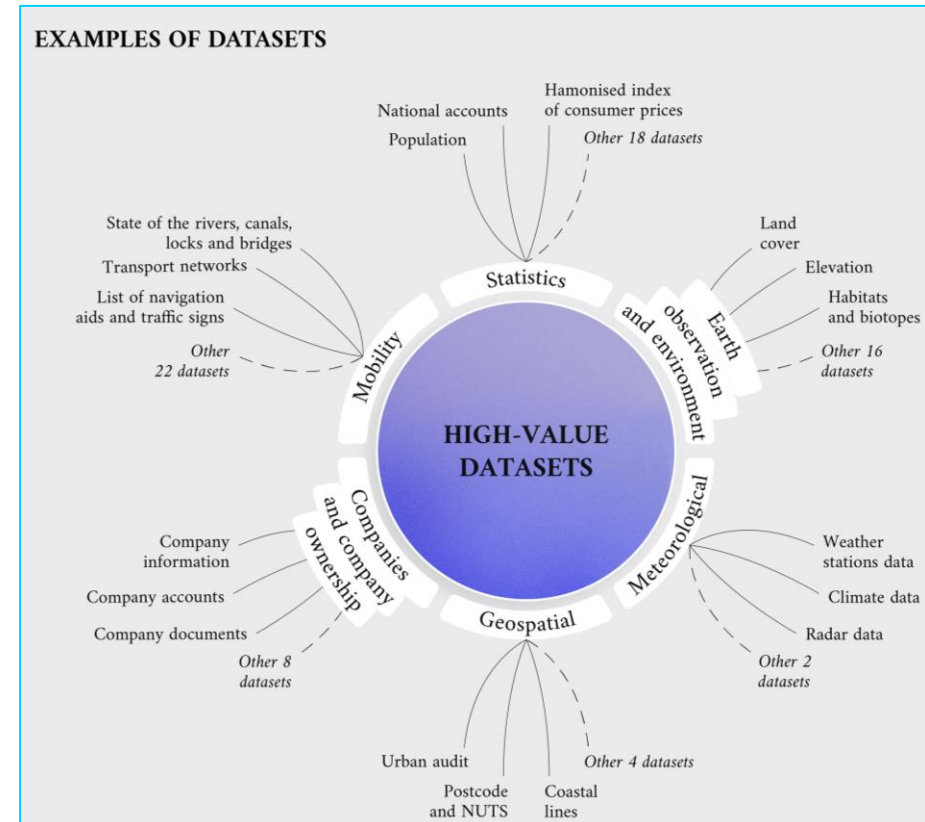 EXAMPLES OF DATASETS
Hamonised index
of consumer prices
National accounts
Population
Other 18 datasets
State of the rivers, canals,
locks and bridges
Transport networks
List of navigation
aids and traffic signs
Other
22 datasets
Land
cover
Elevation
Habitats
and biotopes
Other 16
datasets
Statistics
Earth
observation
and environment
Mobility
HIGH-VALUE
DATASETS
Companies
and company
ownership
Meteorological
Geospatial
Company
information
Company accounts
Company documents
Other 8
datasets
Weather
stations data
Climate data
Radar data
Other 2
datasets
Urban audit
Postcode
and NUTS
Coastal
lines
Other 4 datasets